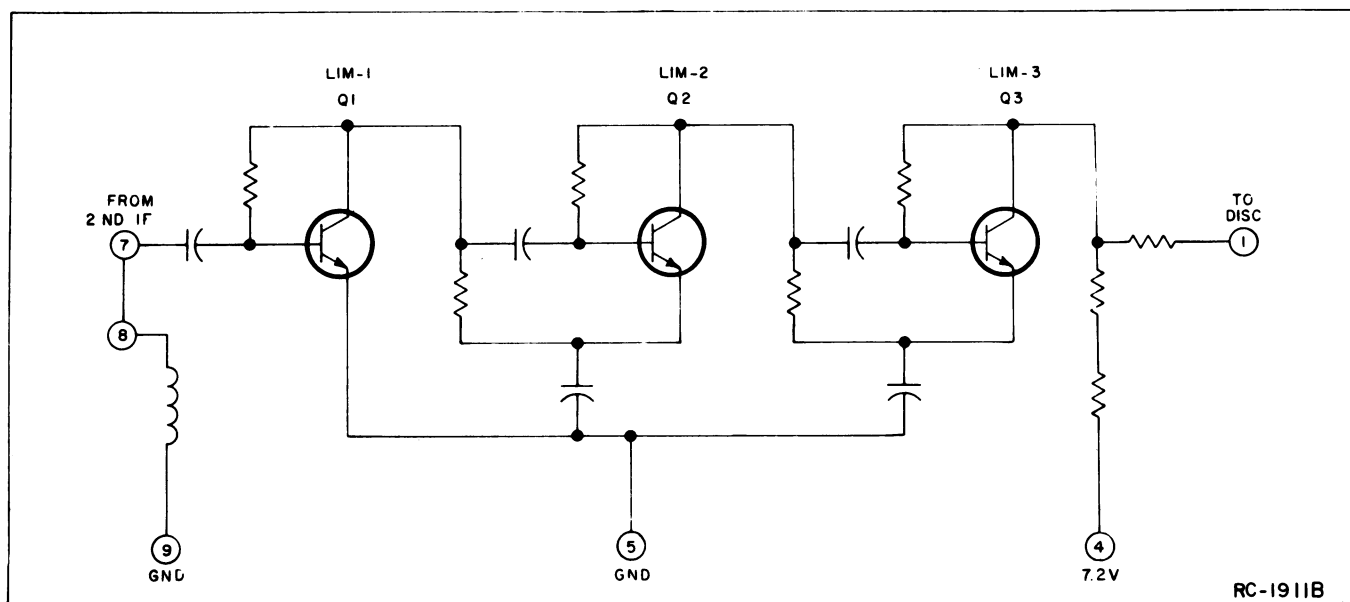 LIM-1
Q1
LIM-2
Q2
LIM-3
Q3
FROM
2 ND IF
7
TO
DISC
1
8
9
GND
5
GND
4
7.2V
RC-1911B